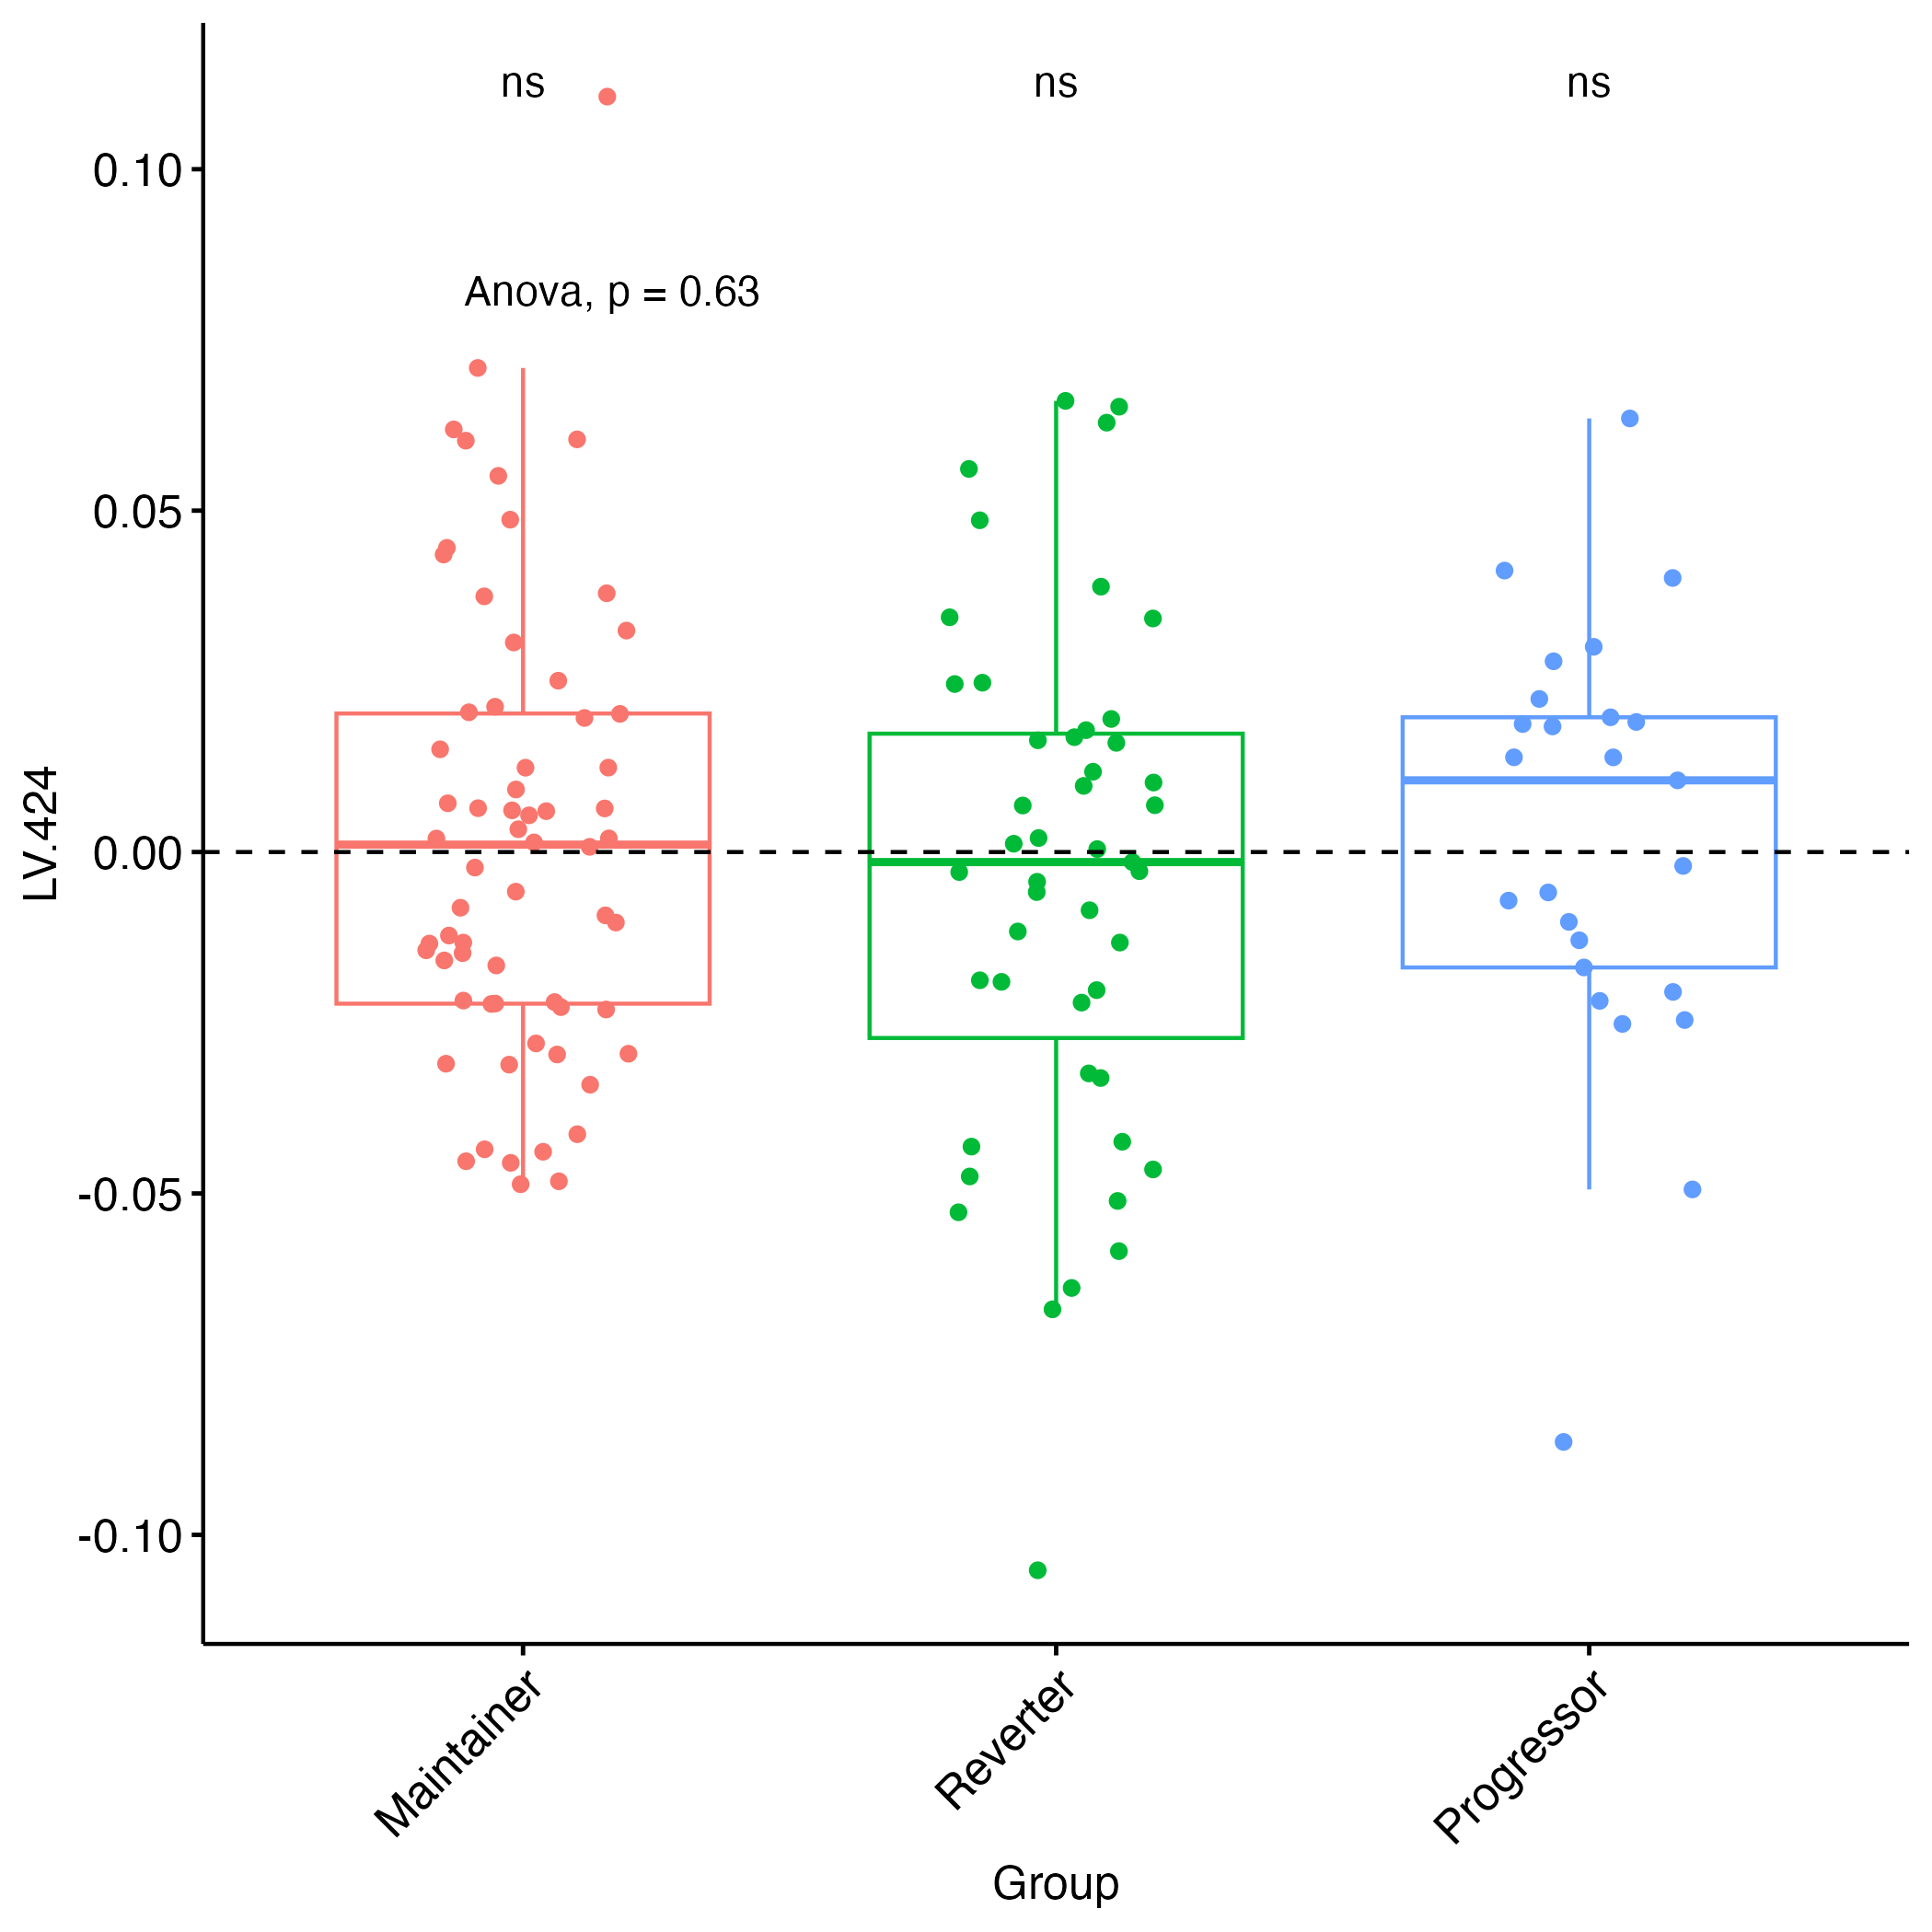 ns ns ns
0.10
Anova, p = 0.63
0.05
0.00
-0.05
-0.10
LV.424
Maintainer Reverter Progressor
Group